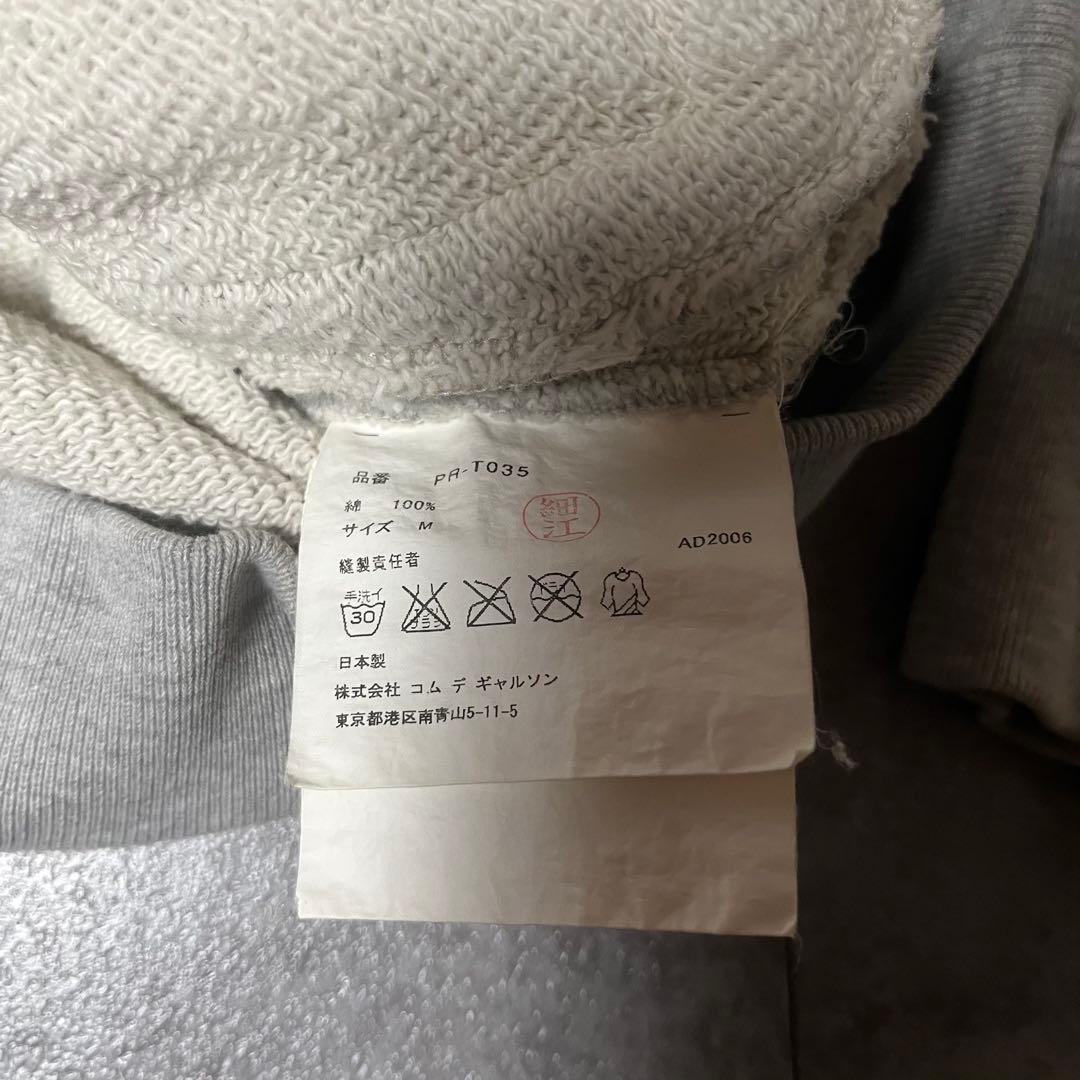 品番 PR-T035
綿 100%
サイズ M
細江
AD2006
縫製責任者
手洗イ
30
日本製
株式会社 コム デ ギャルソン
東京都港区南青山5-11-5